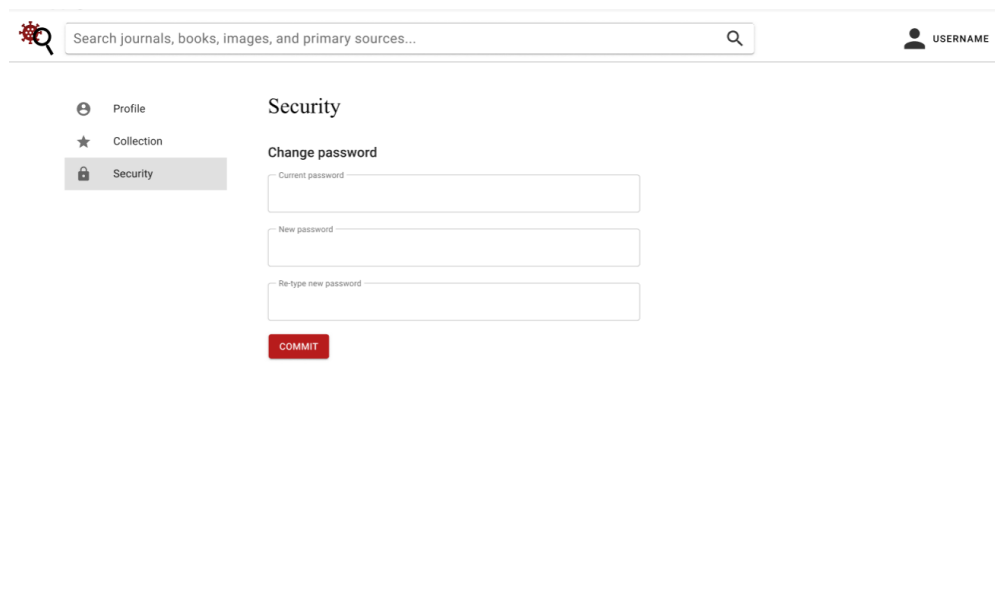 Search journals, books, images, and primary sources...
USERNAME
Profile
Collection
Security
Security
Change password
Current password
New password
Re-type new password
COMMIT